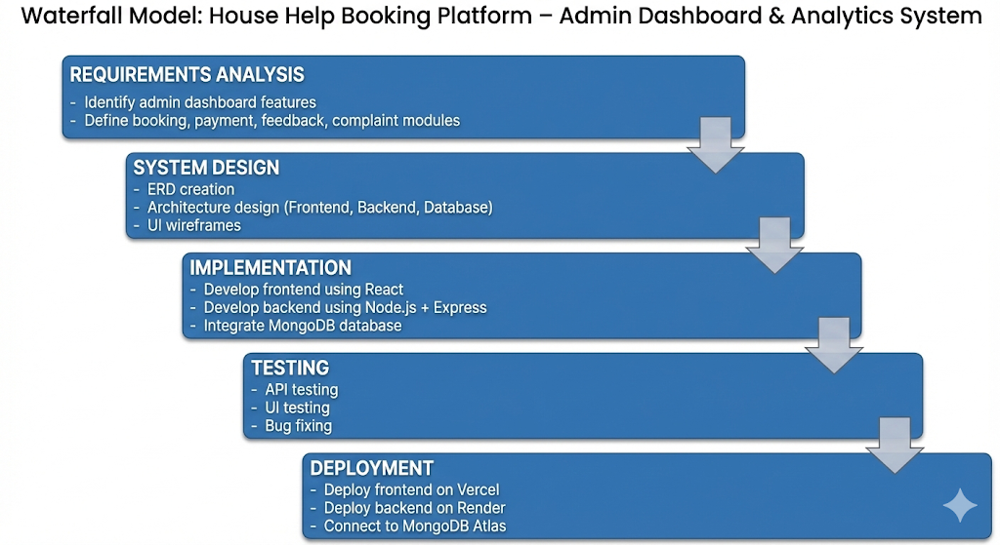 Waterfall Model: House Help Booking Platform – Admin Dashboard & Analytics System
REQUIREMENTS ANALYSIS
- Identify admin dashboard features
- Define booking, payment, feedback, complaint modules
SYSTEM DESIGN
- ERD creation
- Architecture design (Frontend, Backend, Database)
- UI wireframes
IMPLEMENTATION
- Develop frontend using React
- Develop backend using Node.js + Express
- Integrate MongoDB database
TESTING
- API testing
- UI testing
- Bug fixing
DEPLOYMENT
- Deploy frontend on Vercel
- Deploy backend on Render
- Connect to MongoDB Atlas